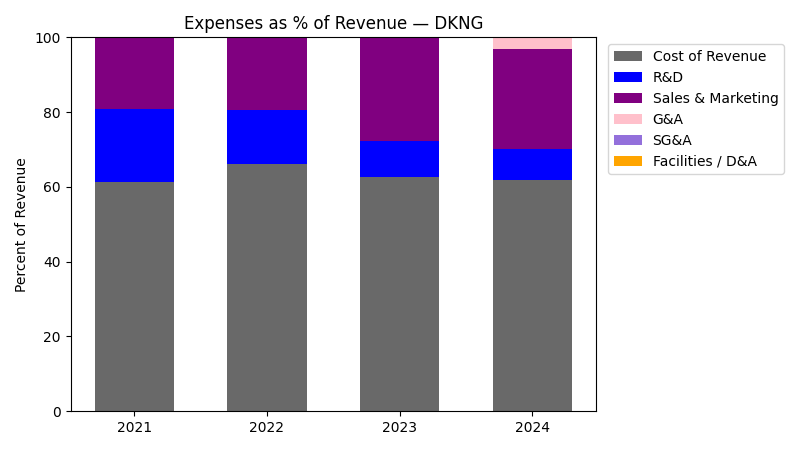 Expenses as % of Revenue — DKNG
Percent of Revenue
100
80
60
40
20
0
2021 2022 2023 2024
Cost of Revenue
R&D
Sales & Marketing
G&A
SG&A
Facilities / D&A